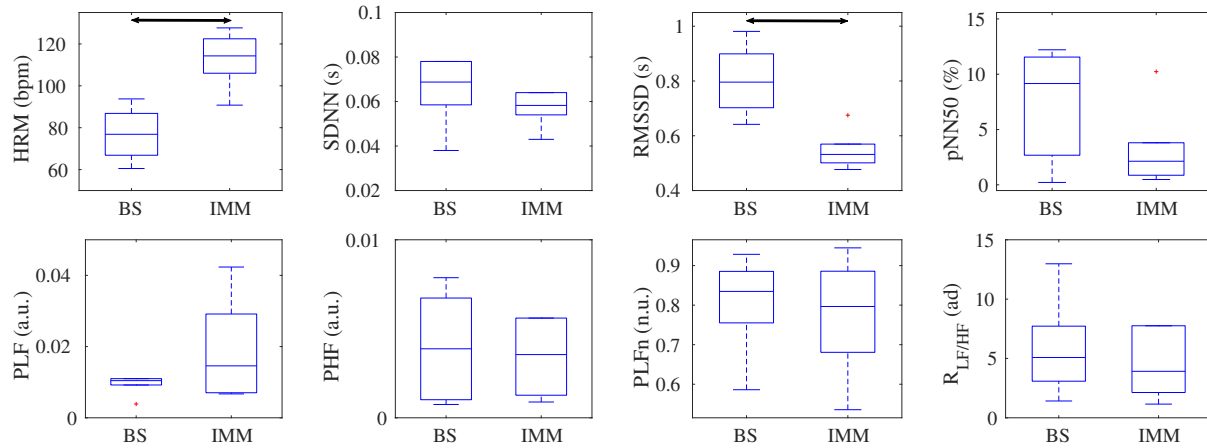 HRM (bpm)
120
100
80
60
BS IMM
SDNN (s)
0.1
0.08
0.06
0.04
0.02
BS IMM
RMSSD (s)
1
0.8
0.6
0.4
BS IMM
pNN50 (%)
15
10
5
0
BS IMM
PLF (a.u.)
0.04
0.02
0
BS IMM
PHF (a.u.)
0.01
0
BS IMM
PLFn (n.u.)
0.9
0.8
0.7
0.6
BS IMM
R_LF/HF (ad)
15
10
5
0
BS IMM